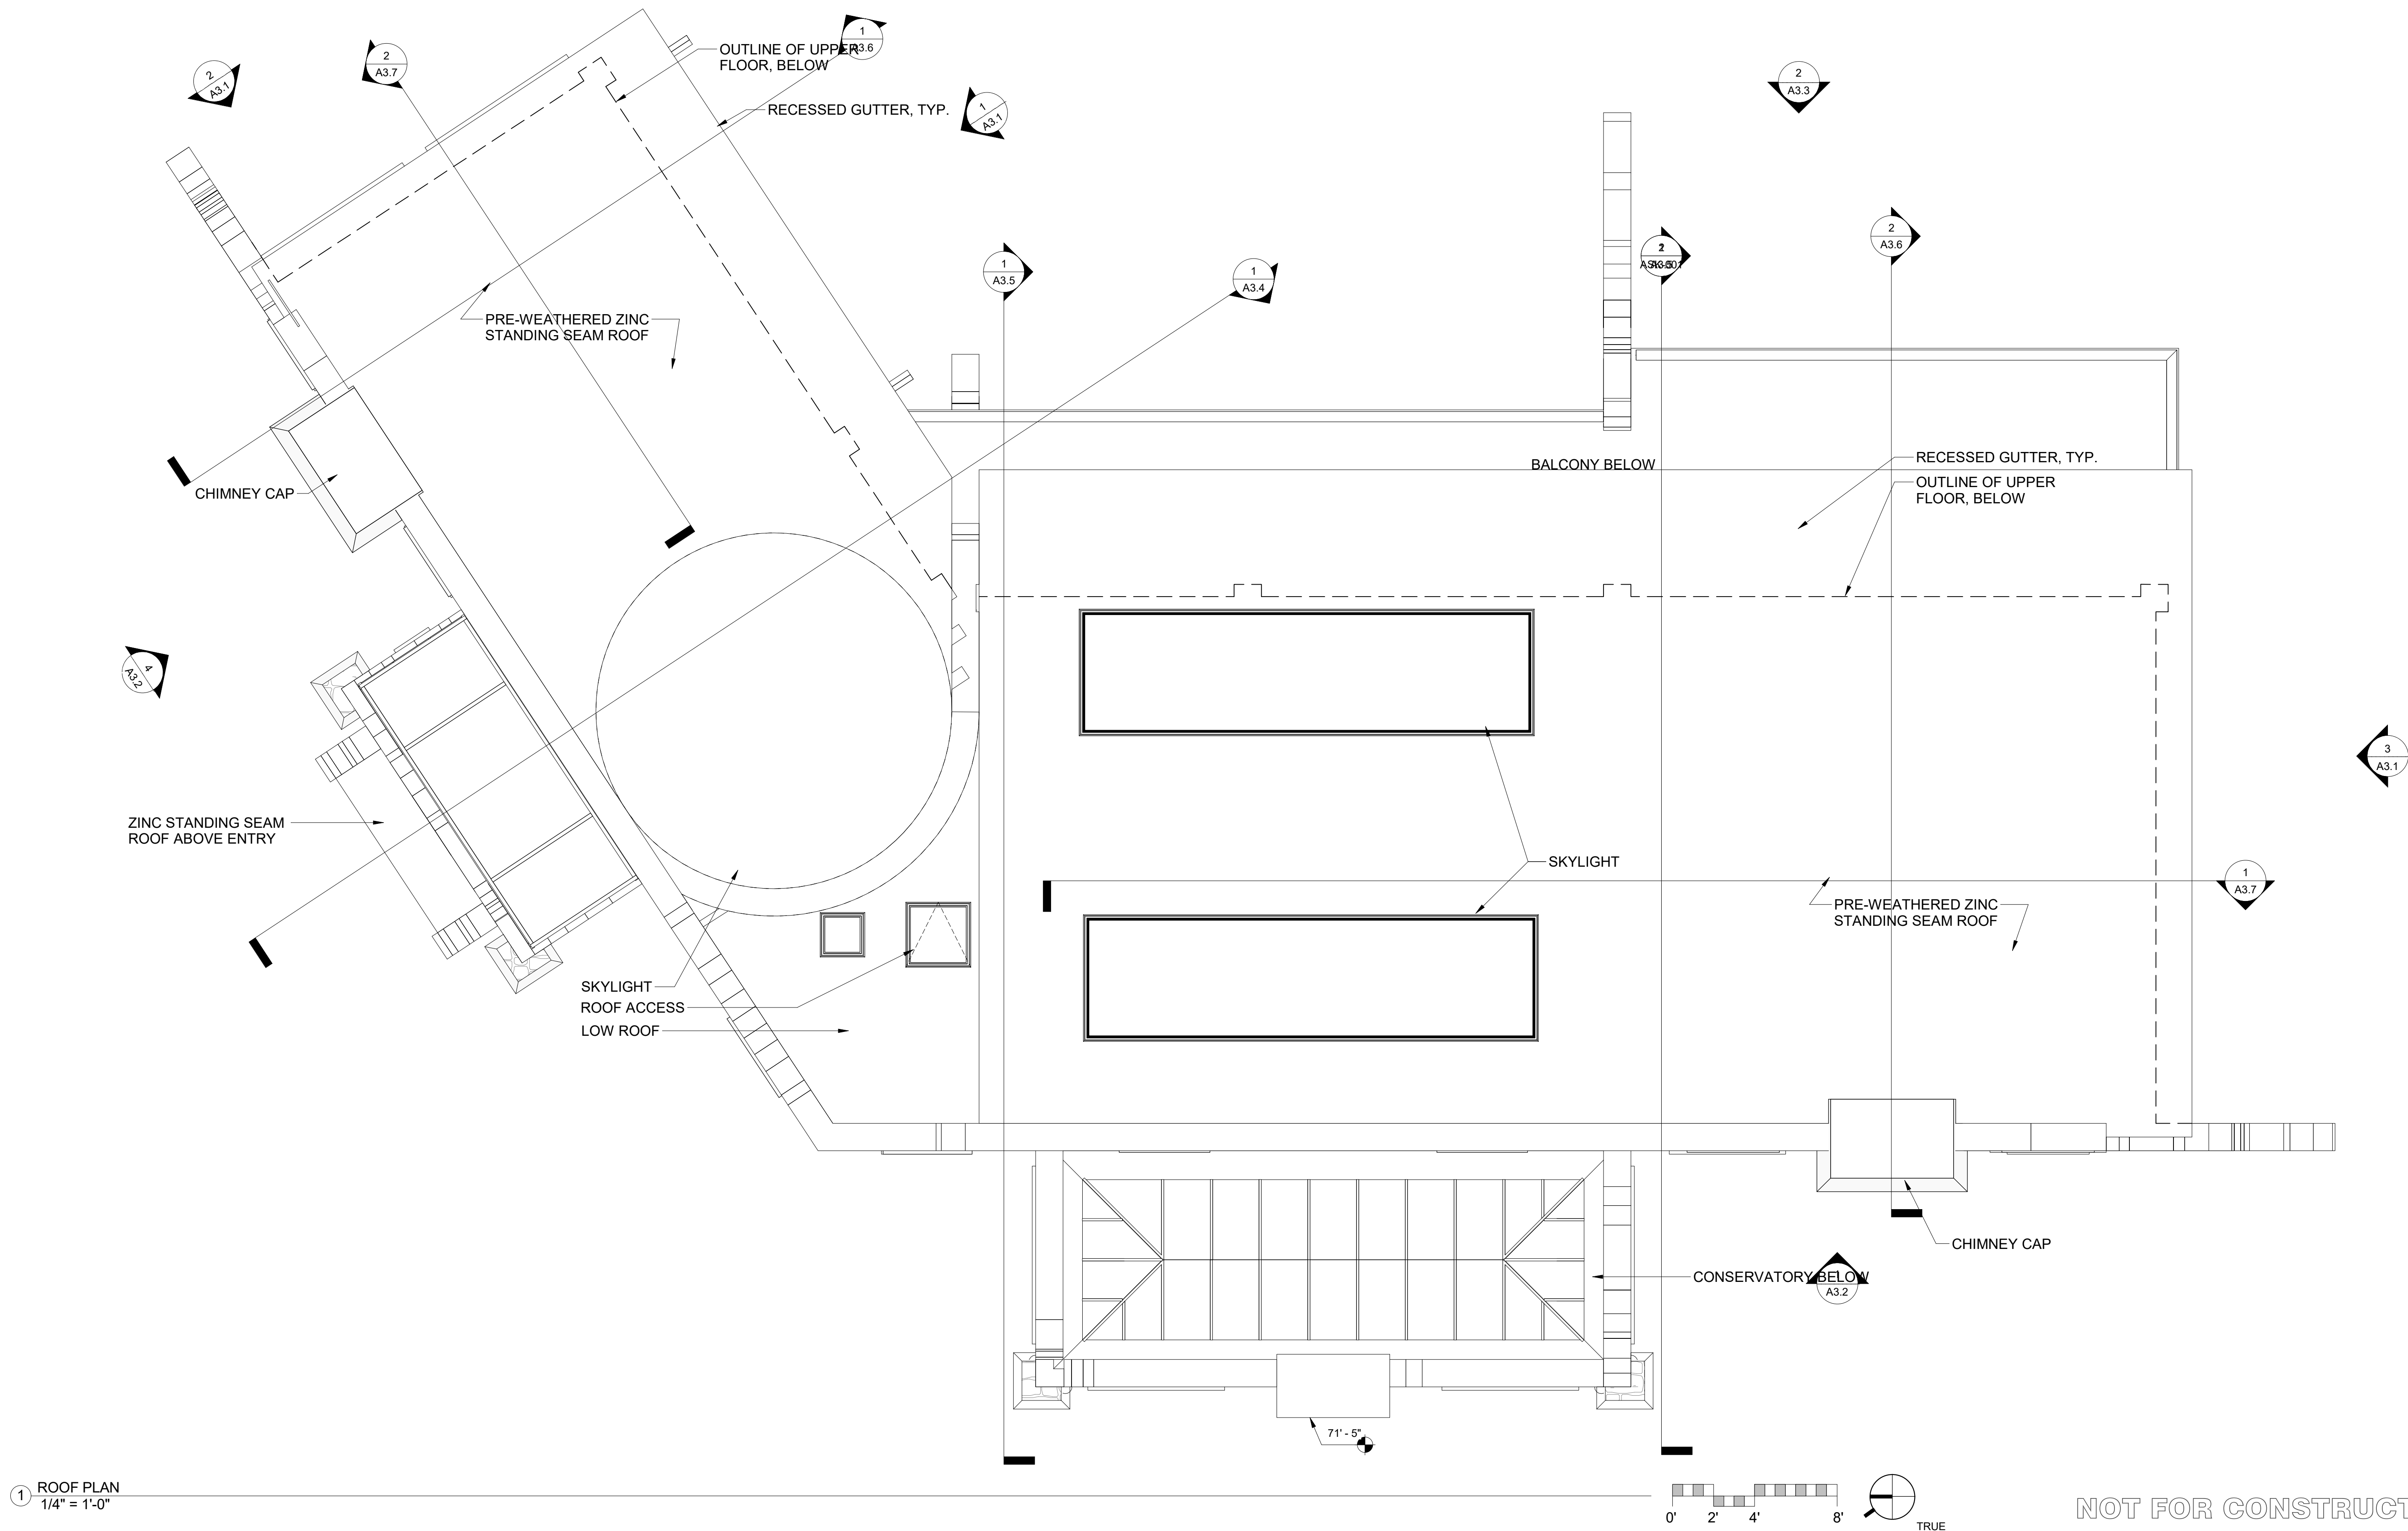 1
A3.6
2
A3.7
OUTLINE OF UPPER
FLOOR, BELOW
2
A3.1
2
A3.3
RECESSED GUTTER, TYP.
1
A3.1
2
A3.6
1
A3.5
1
A3.4
PRE-WEATHERED ZINC
STANDING SEAM ROOF
BALCONY BELOW
RECESSED GUTTER, TYP.
OUTLINE OF UPPER
FLOOR, BELOW
CHIMNEY CAP
4
A3.2
3
A3.1
ZINC STANDING SEAM
ROOF ABOVE ENTRY
SKYLIGHT
1
A3.7
PRE-WEATHERED ZINC
STANDING SEAM ROOF
SKYLIGHT
ROOF ACCESS
LOW ROOF
CHIMNEY CAP
CONSERVATORY BELOW
1
A3.2
71' - 5"
1
ROOF PLAN
1/4" = 1'-0"
0' 2' 4' 8'
TRUE
NOT FOR CONSTRUCT